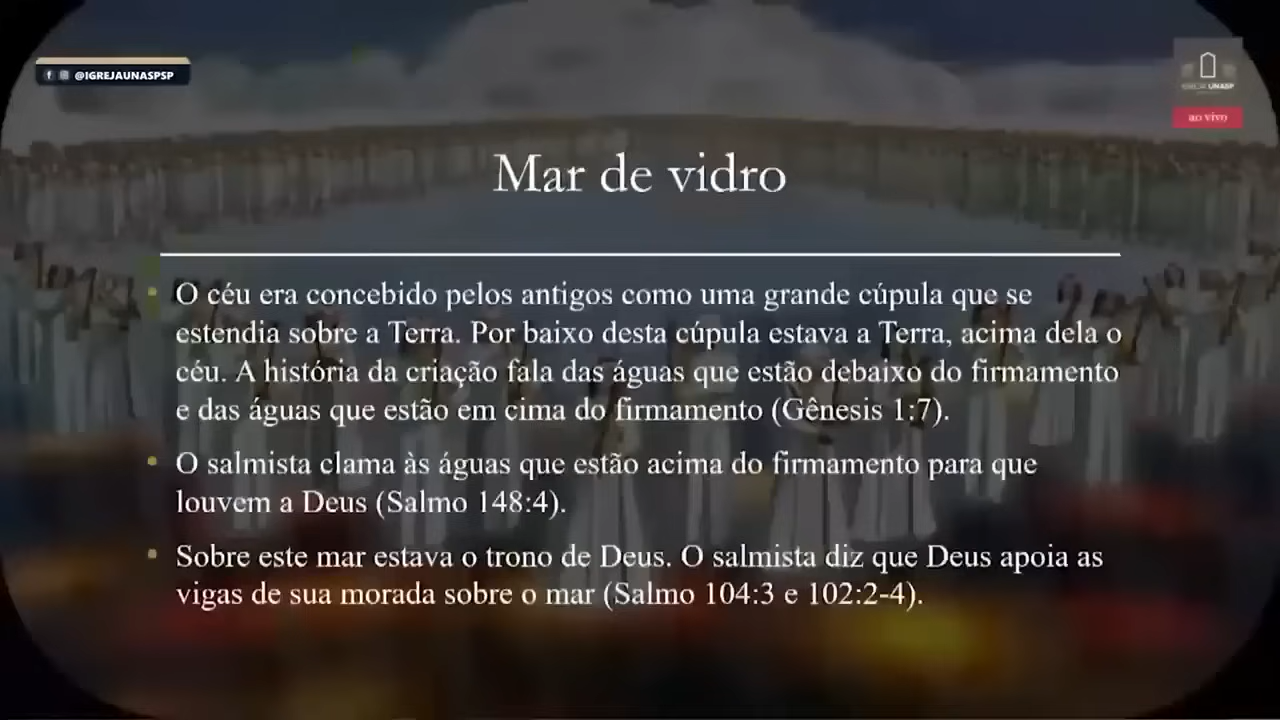 @IGREJAUNASPSP
IGREJA UNASP
ao vivo
Mar de vidro
• O céu era concebido pelos antigos como uma grande cúpula que se
estendia sobre a Terra. Por baixo desta cúpula estava a Terra, acima dela o
céu. A história da criação fala das águas que estão debaixo do firmamento
e das águas que estão em cima do firmamento (Gênesis 1:7).
• O salmista clama às águas que estão acima do firmamento para que
louvem a Deus (Salmo 148:4).
• Sobre este mar estava o trono de Deus. O salmista diz que Deus apoia as
vigas de sua morada sobre o mar (Salmo 104:3 e 102:2-4).